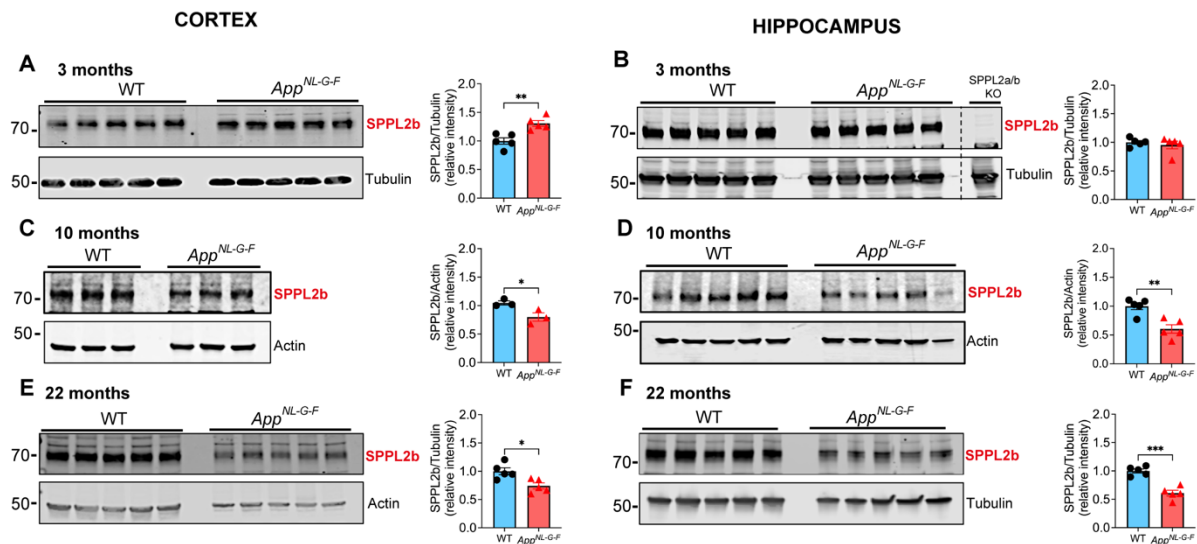 CORTEX
HIPPOCAMPUS
A 3 months
WT App^NL-G-F
70- SPPL2b
50- Tubulin
SPPL2b/Tubulin
(relative intensity)
2.0
1.5
1.0
0.5
0.0
**
WT App^NL-G-F
B 3 months
WT App^NL-G-F SPPL2a/b
KO
70- SPPL2b
50- Tubulin
SPPL2b/Tubulin
(relative intensity)
2.0
1.5
1.0
0.5
0.0
WT App^NL-G-F
C 10 months
WT App^NL-G-F
70- SPPL2b
50- Actin
SPPL2b/Actin
(relative intensity)
2.0
1.5
1.0
0.5
0.0
*
WT App^NL-G-F
D 10 months
WT App^NL-G-F
70- SPPL2b
50- Actin
SPPL2b/Actin
(relative intensity)
2.0
1.5
1.0
0.5
0.0
**
WT App^NL-G-F
E 22 months
WT App^NL-G-F
70- SPPL2b
50- Actin
SPPL2b/Tubulin
(relative intensity)
2.0
1.5
1.0
0.5
0.0
*
WT App^NL-G-F
F 22 months
WT App^NL-G-F
75- SPPL2b
50- Tubulin
SPPL2b/Tubulin
(relative intensity)
2.0
1.5
1.0
0.5
0.0
***
WT App^NL-G-F